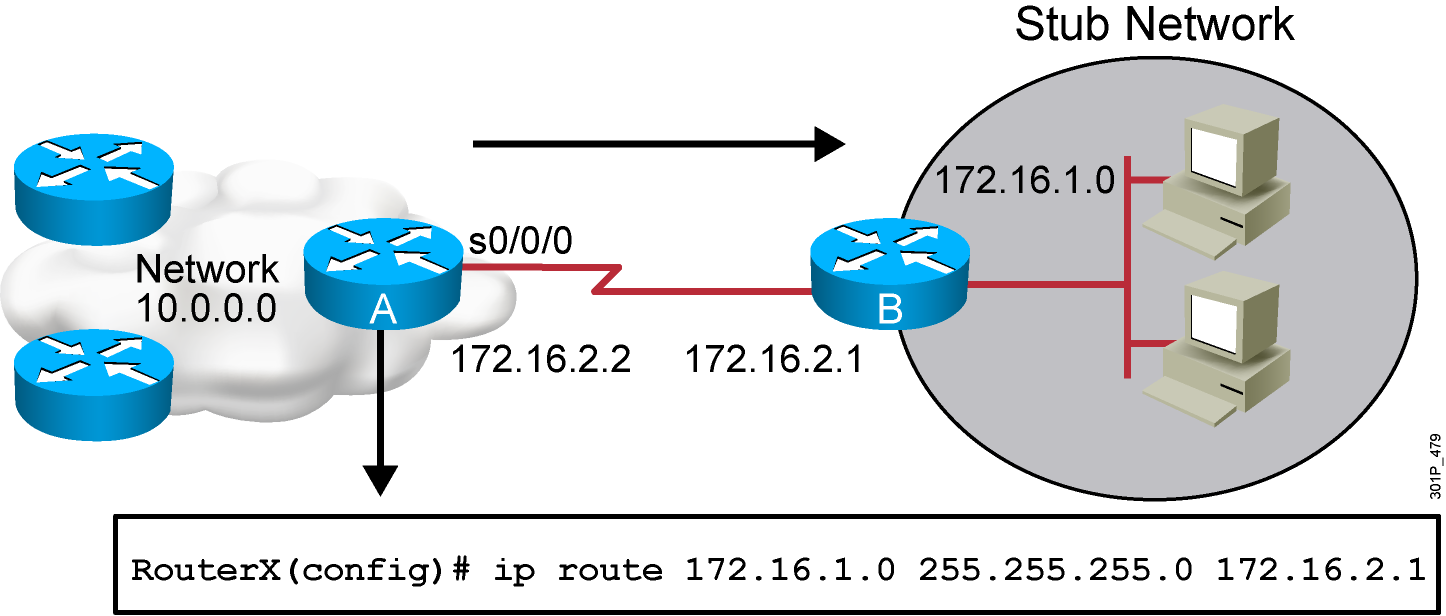 Stub Network
172.16.1.0
s0/0/0
Network
10.0.0.0
A
B
172.16.2.2
172.16.2.1
301P_479
RouterX(config)# ip route 172.16.1.0 255.255.255.0 172.16.2.1